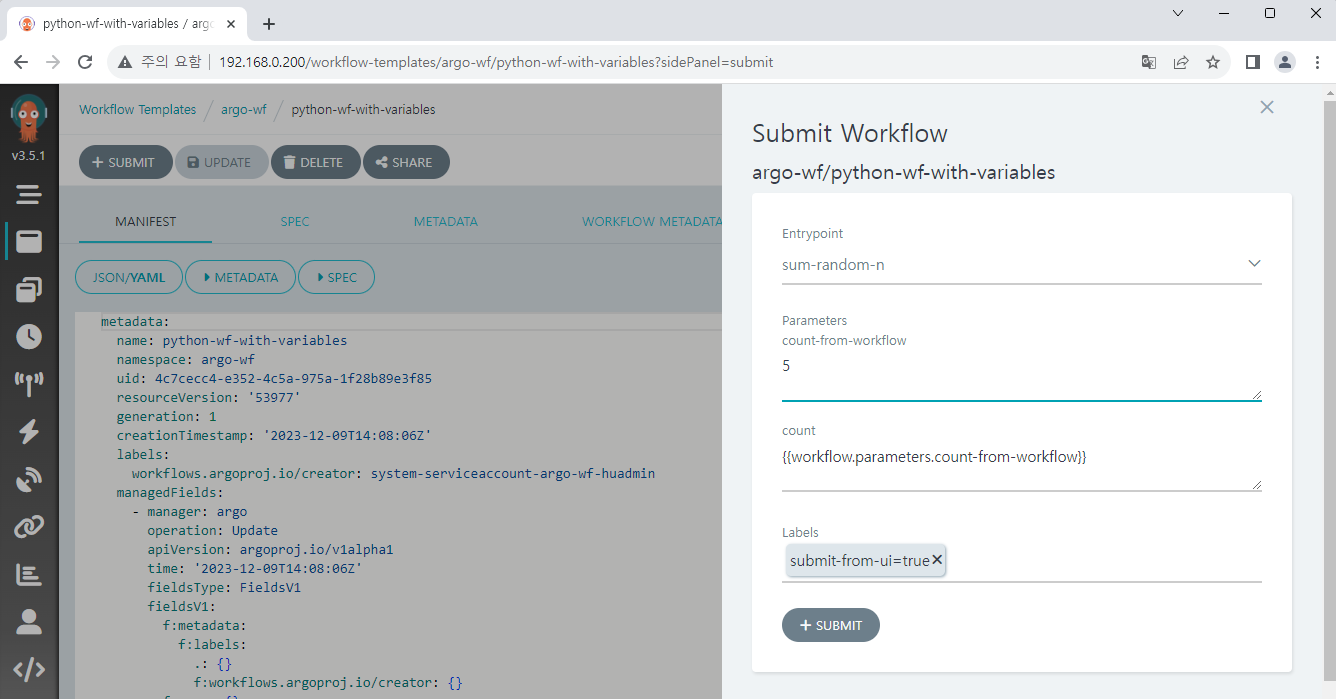 python-wf-with-variables / argo
주의 요함 192.168.0.200/workflow-templates/argo-wf/python-wf-with-variables?sidePanel=submit
v3.5.1
Workflow Templates / argo-wf / python-wf-with-variables
+ SUBMIT UPDATE DELETE SHARE
MANIFEST SPEC METADATA WORKFLOW METADATA
JSON/YAML METADATA SPEC
metadata:
name: python-wf-with-variables
namespace: argo-wf
uid: 4c7cecc4-e352-4c5a-975a-1f28b89e3f85
resourceVersion: '53977'
generation: 1
creationTimestamp: '2023-12-09T14:08:06Z'
labels:
workflows.argoproj.io/creator: system-serviceaccount-argo-wf-huadmin
managedFields:
- manager: argo
operation: Update
apiVersion: argoproj.io/v1alpha1
time: '2023-12-09T14:08:06Z'
fieldsType: FieldsV1
fieldsV1:
f:metadata:
f:labels:
.: {}
f:workflows.argoproj.io/creator: {}
Submit Workflow
argo-wf/python-wf-with-variables
Entrypoint
sum-random-n
Parameters
count-from-workflow
5
count
{{workflow.parameters.count-from-workflow}}
Labels
submit-from-ui=true
+ SUBMIT